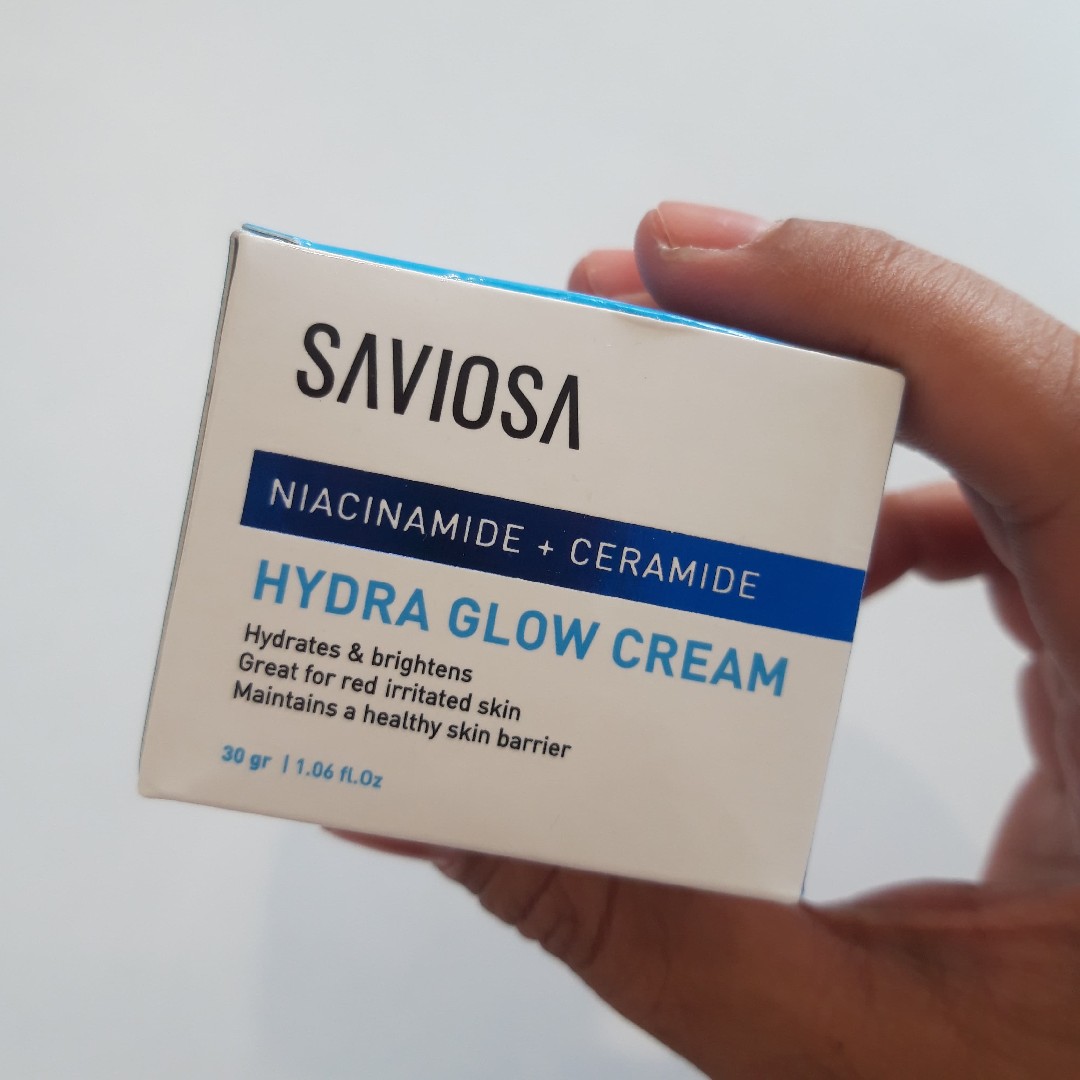 SAVIOSA
NIACINAMIDE + CERAMIDE
HYDRA GLOW CREAM
Hydrates & brightens
Great for red irritated skin
Maintains a healthy skin barrier
30 gr | 1.06 fl.Oz